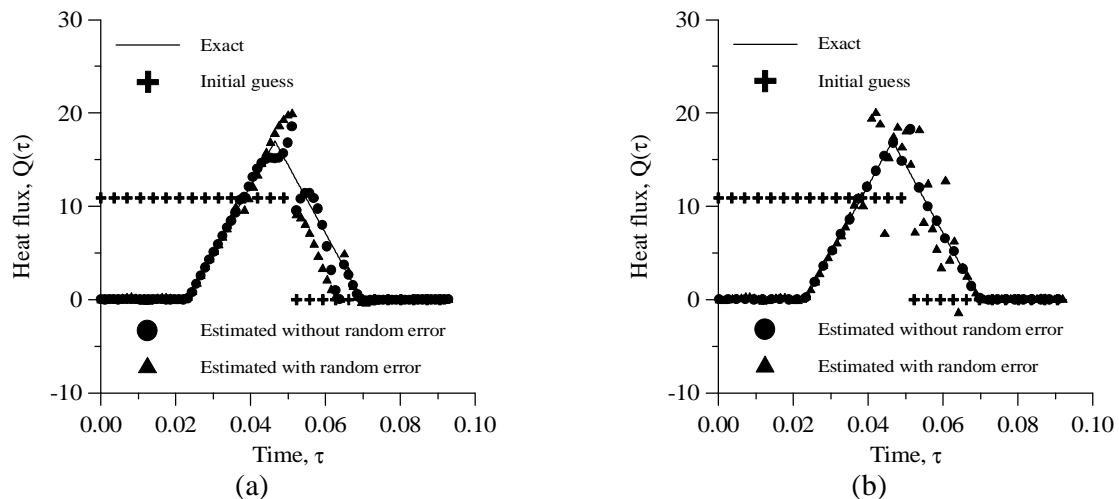 30
20
10
0
-10
Heat flux, Q(τ)
Exact
Initial guess
Estimated without random error
Estimated with random error
0.00 0.02 0.04 0.06 0.08 0.10
Time, τ
(a)
30
20
10
0
-10
Heat flux, Q(τ)
Exact
Initial guess
Estimated without random error
Estimated with random error
0.00 0.02 0.04 0.06 0.08 0.10
Time, τ
(b)